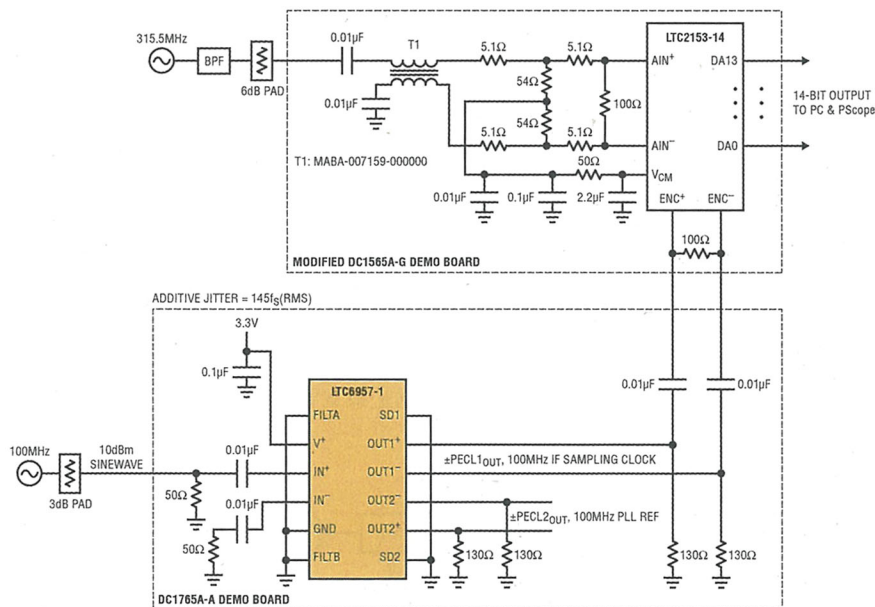 315.5MHz
BPF
6dB PAD
0.01µF
T1
0.01µF
T1: MABA-007159-000000
5.1Ω
5.1Ω
54Ω
54Ω
100Ω
5.1Ω
5.1Ω
50Ω
0.01µF
0.1µF
2.2µF
LTC2153-14
AIN+
DA13
AIN–
DA0
VCM
ENC+ ENC–
14-BIT OUTPUT
TO PC & PScope
100Ω
MODIFIED DC1565A-G DEMO BOARD
ADDITIVE JITTER = 145fS(RMS)
3.3V
0.1µF
0.01µF
0.01µF
LTC6957-1
FILTA
SD1
V+
OUT1+
IN+
OUT1–
IN–
OUT2–
GND
OUT2+
FILTB
SD2
100MHz
3dB PAD
10dBm
SINEWAVE
50Ω
0.01µF
0.01µF
50Ω
±PECL1OUT, 100MHz IF SAMPLING CLOCK
±PECL2OUT, 100MHz PLL REF
130Ω
130Ω
130Ω
130Ω
DC1765A-A DEMO BOARD